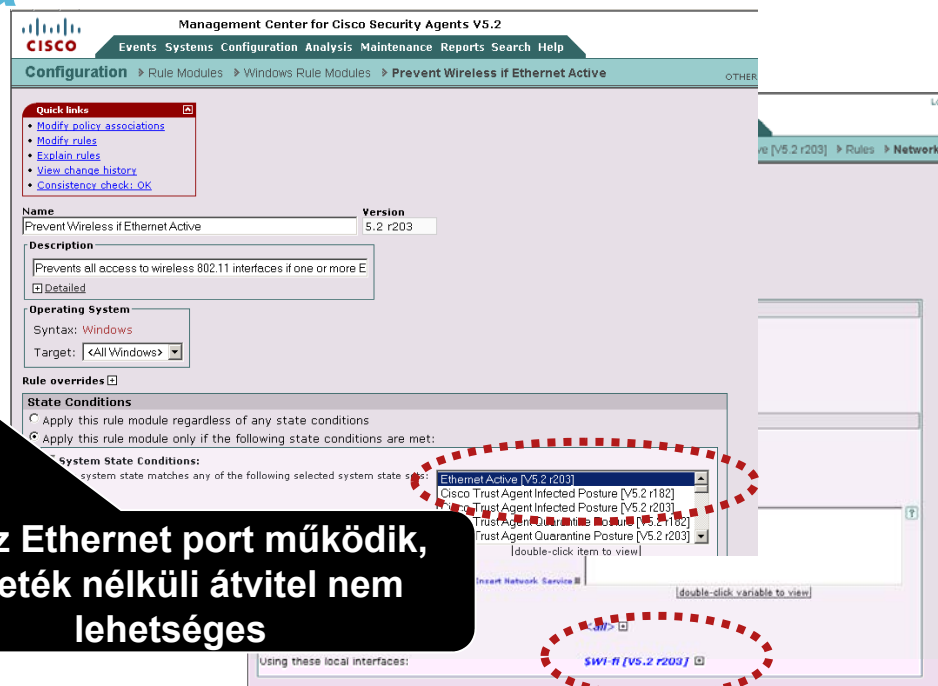 Management Center for Cisco Security Agents V5.2
CISCO
Events Systems Configuration Analysis Maintenance Reports Search Help
Configuration Rule Modules Windows Rule Modules Prevent Wireless if Ethernet Active
OTHER
[V5.2 r203] Rules Network
Quick links
Modify policy associations
Modify rules
Explain rules
View change history
Consistency check: OK
Name Version
Prevent Wireless if Ethernet Active 5.2 r203
Description
Prevents all access to wireless 802.11 interfaces if one or more E
Detailed
Operating System
Syntax: Windows
Target: <All Windows>
Rule overrides
State Conditions
Apply this rule module regardless of any state conditions
Apply this rule module only if the following state conditions are met:
System State Conditions:
system state matches any of the following selected system state sets:
Ethernet Active [V5.2 r203]
Cisco Trust Agent Infected Posture [V5.2 r182]
Cisco Trust Agent Infected Posture [V5.2 r203]
Trust Agent Quarantine Posture [V5.2 r182]
Trust Agent Quarantine Posture [V5.2 r203]
[double-click item to view]
z Ethernet port működik,
eték nélküli átvitel nem
lehetséges
Insert Network Service
[double-click variable to view]
<all>
Using these local interfaces: $Wi-fi [V5.2 r203]